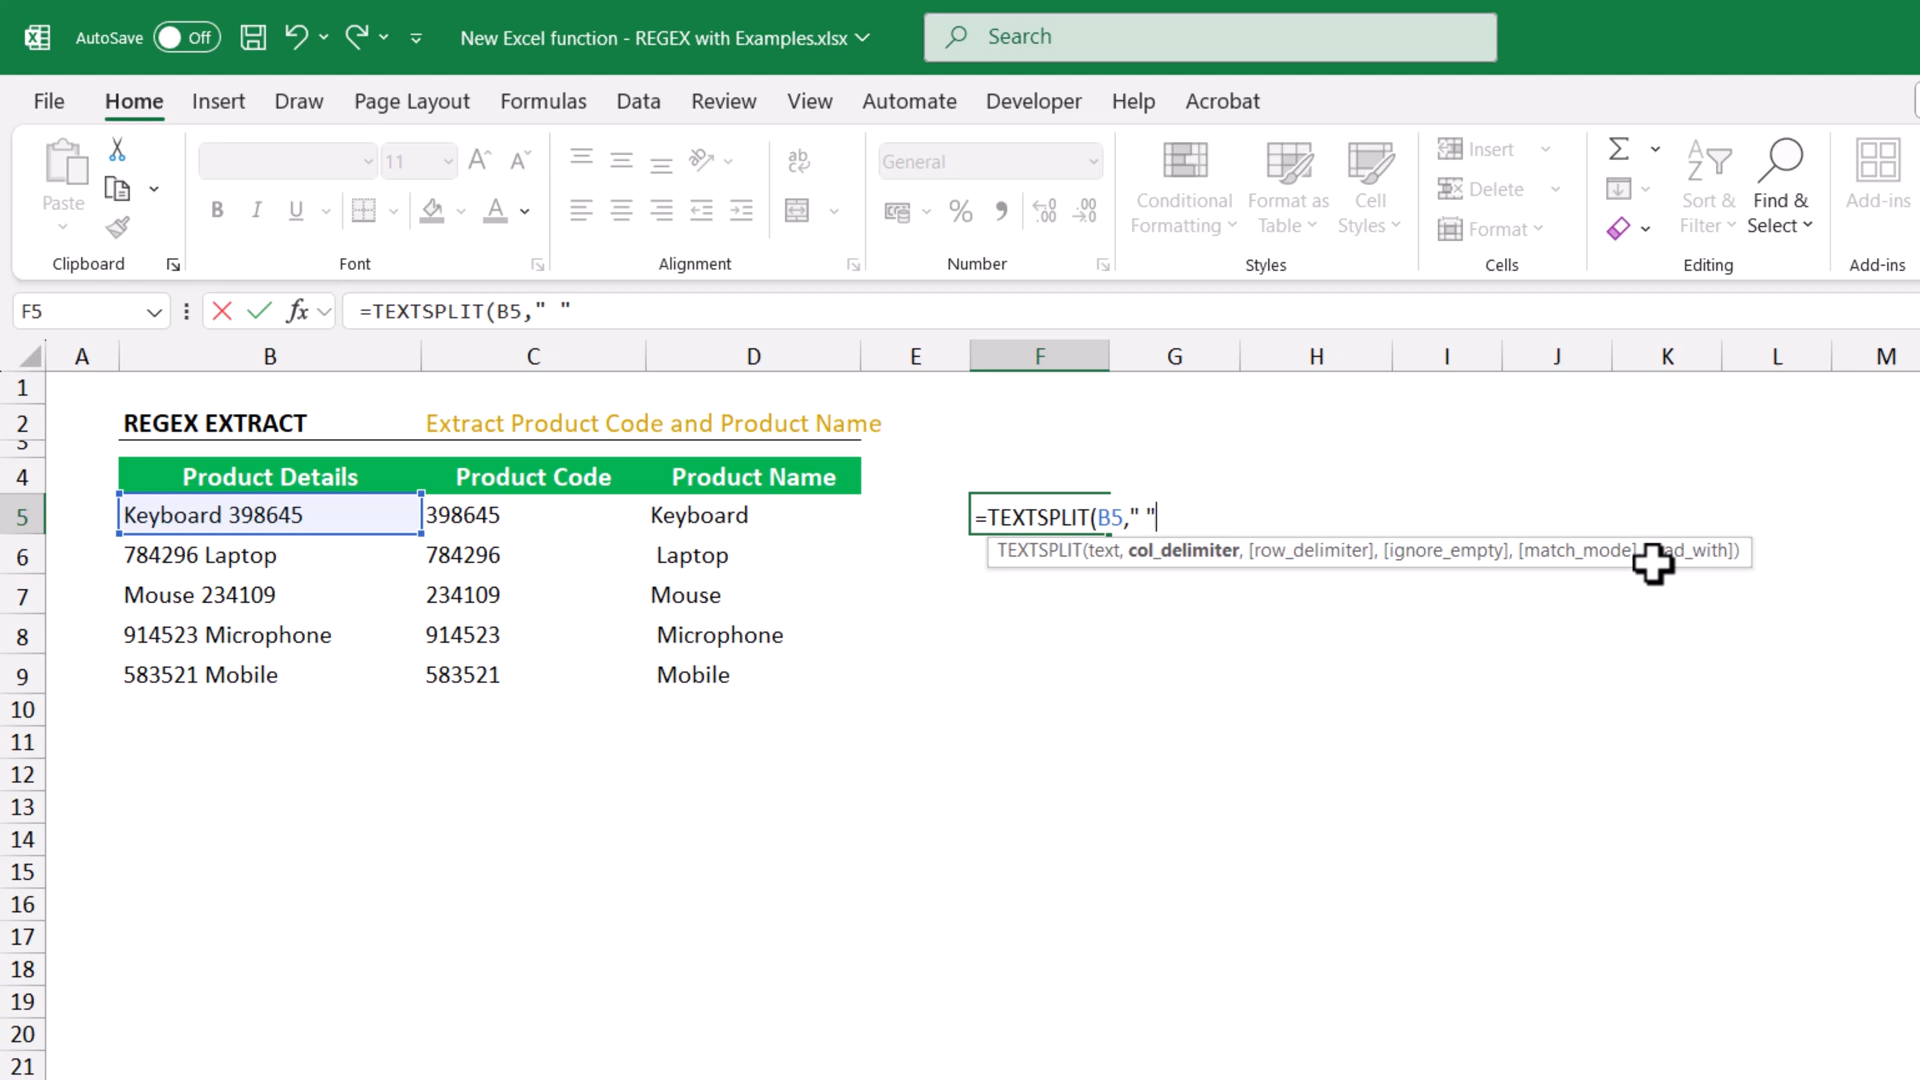 AutoSave Off New Excel function - REGEX with Examples.xlsx Search
File Home Insert Draw Page Layout Formulas Data Review View Automate Developer Help Acrobat
Paste
11
General
Conditional Formatting
Format as Table
Cell Styles
Insert
Delete
Format
Sort & Filter
Find & Select
Add-ins
Clipboard Font Alignment Number Styles Cells Editing Add-ins
F5 fx =TEXTSPLIT(B5," "
A B C D E F G H I J K L M
1
2 REGEX EXTRACT Extract Product Code and Product Name
3
4 Product Details Product Code Product Name
5 Keyboard 398645 398645 Keyboard =TEXTSPLIT(B5," "
TEXTSPLIT(text, col_delimiter, [row_delimiter], [ignore_empty], [match_mode]
6 784296 Laptop 784296 Laptop
7 Mouse 234109 234109 Mouse
8 914523 Microphone 914523 Microphone
9 583521 Mobile 583521 Mobile
10
11
12
13
14
15
16
17
18
19
20
21